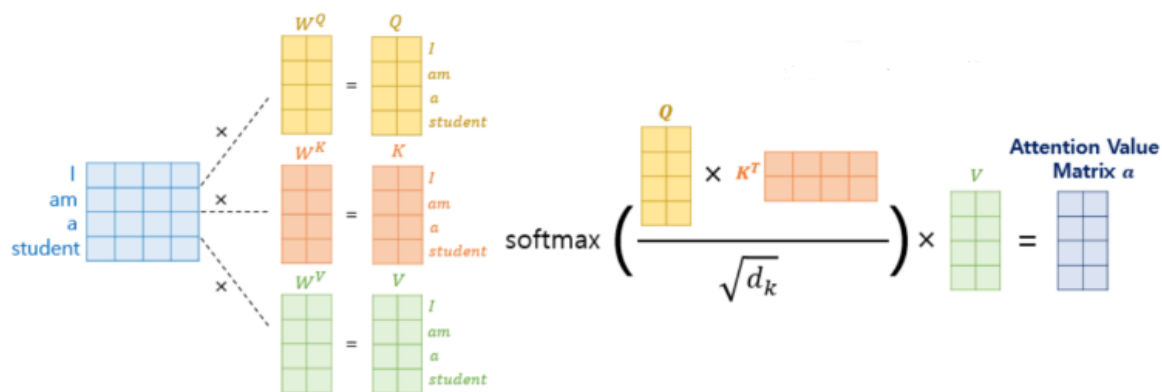 I
am
a
student
×
×
×
W^Q
=
Q
I
am
a
student
W^K
=
K
I
am
a
student
W^V
=
V
I
am
a
student
softmax ( Q × K^T / √d_k ) × V =
Attention Value
Matrix a